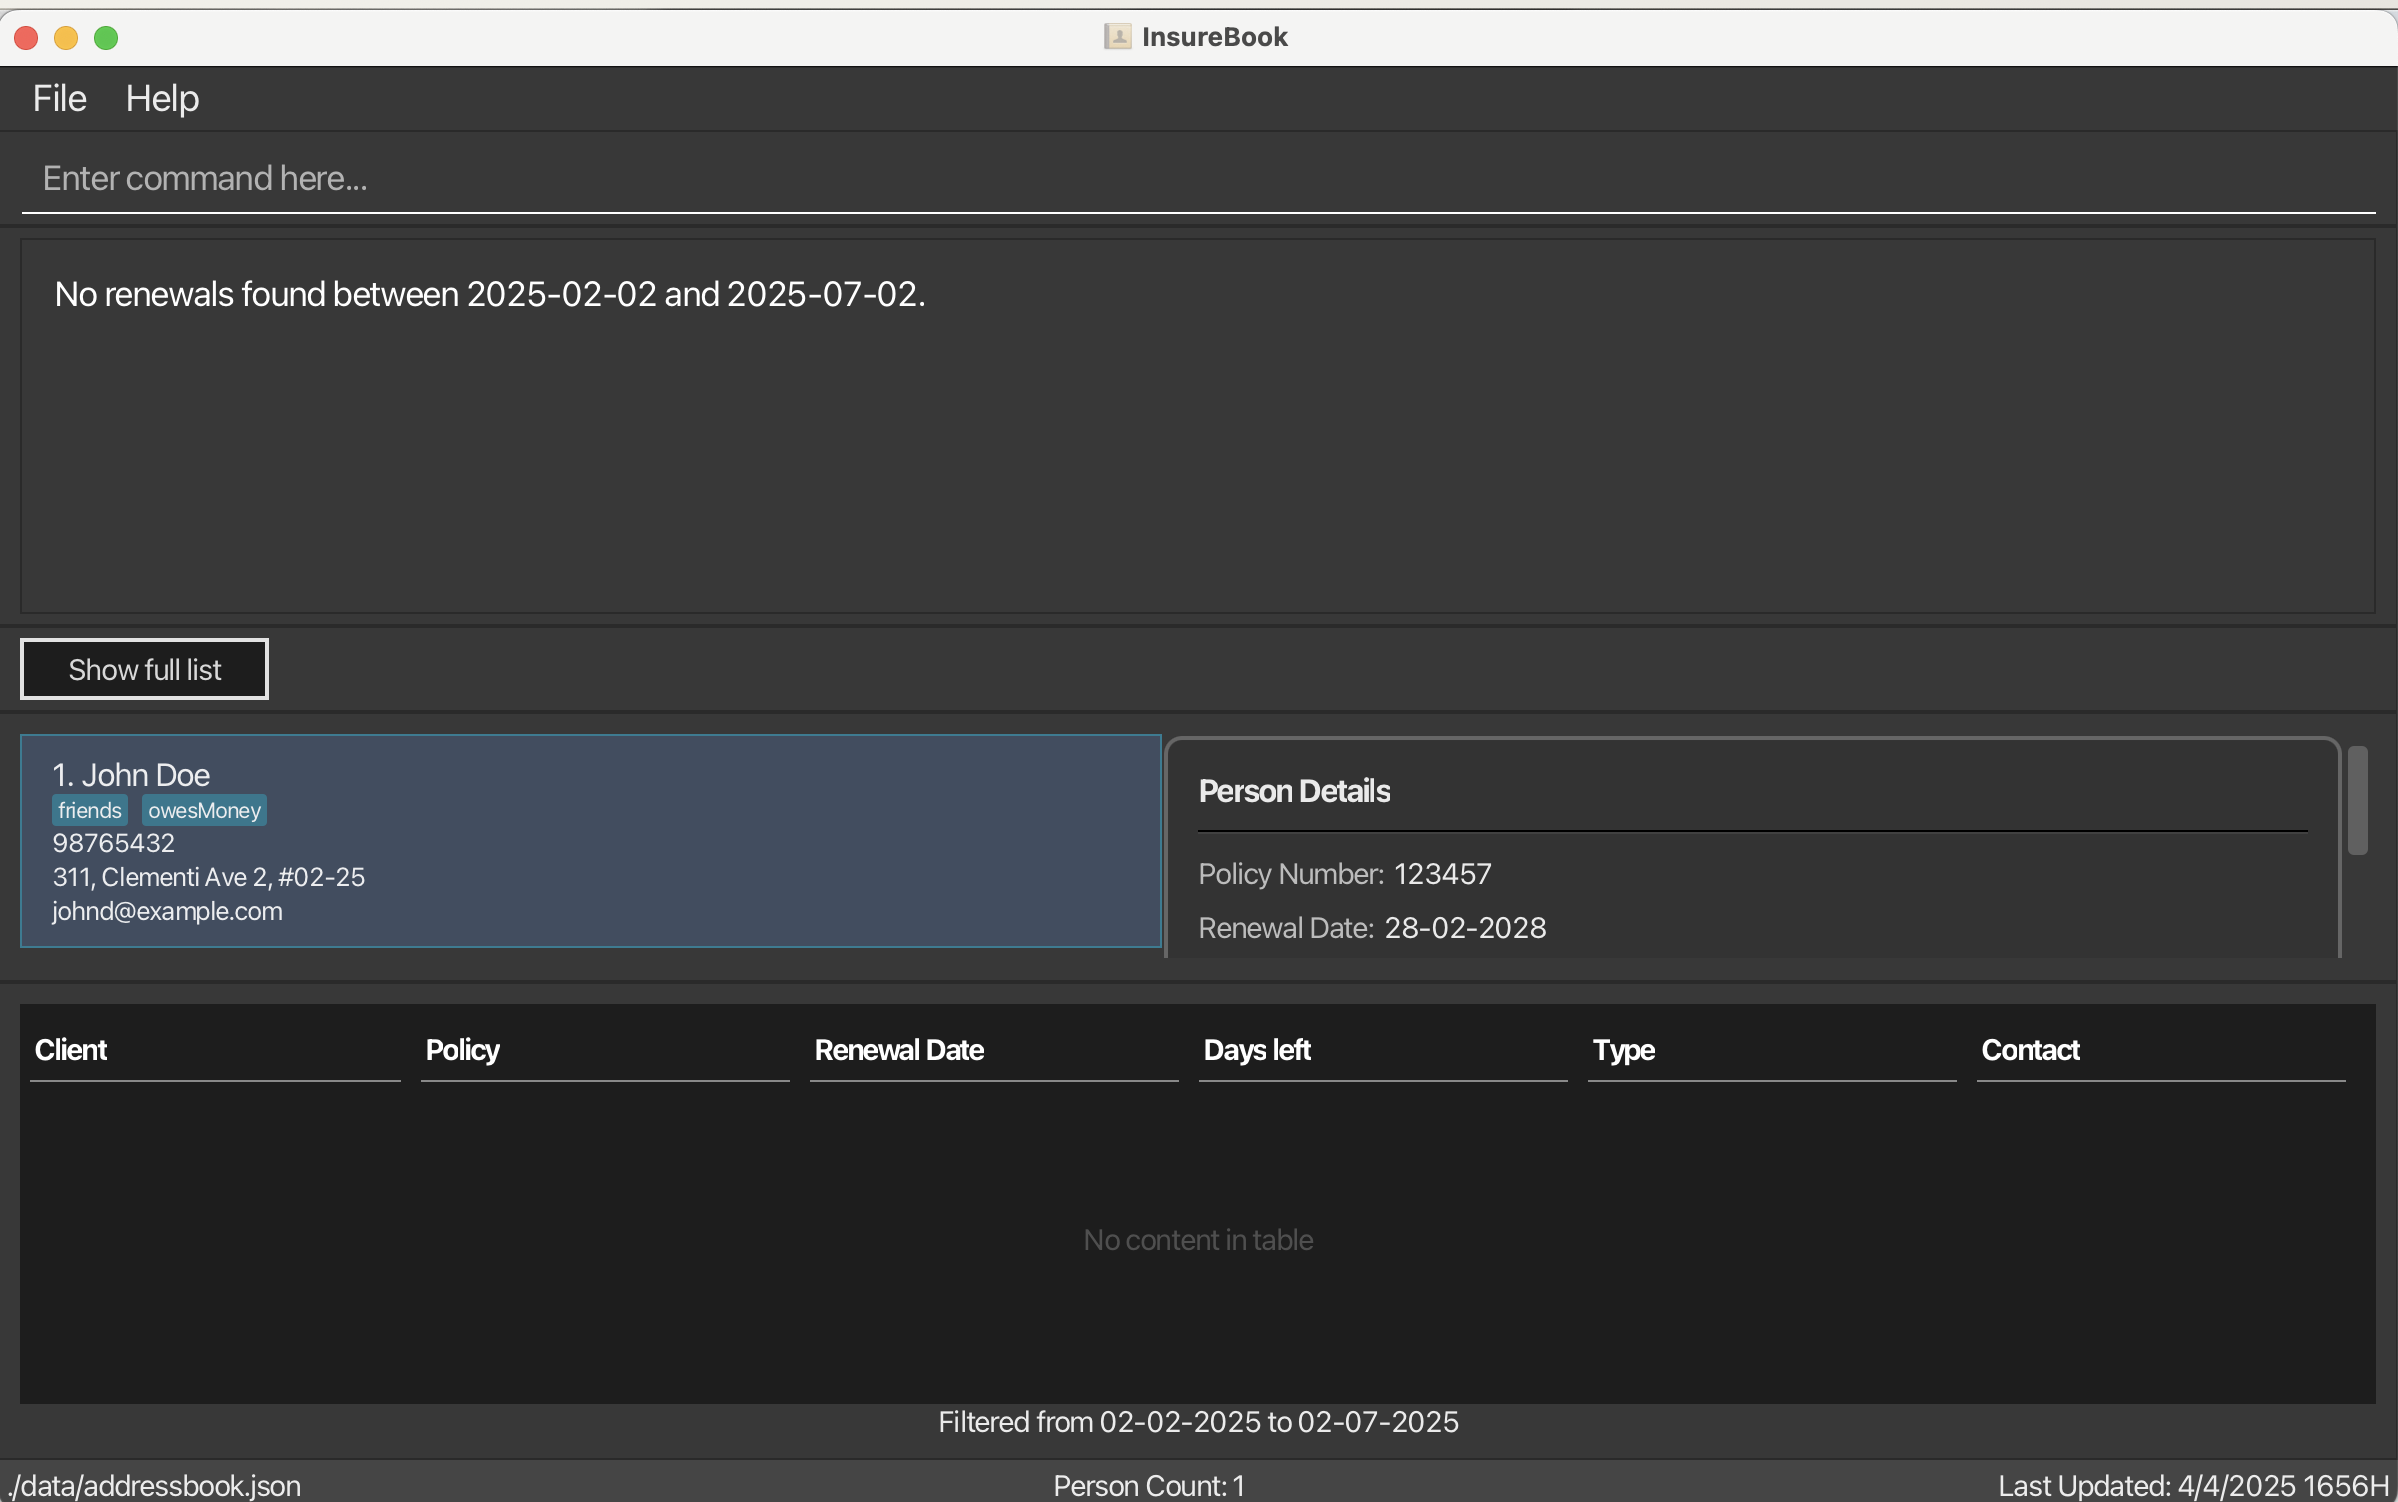 InsureBook
File Help
Enter command here...
No renewals found between 2025-02-02 and 2025-07-02.
Show full list
1. John Doe
friends owesMoney
98765432
311, Clementi Ave 2, #02-25
johnd@example.com
Person Details
Policy Number: 123457
Renewal Date: 28-02-2028
Client Policy Renewal Date Days left Type Contact
No content in table
Filtered from 02-02-2025 to 02-07-2025
./data/addressbook.json Person Count: 1 Last Updated: 4/4/2025 1656H